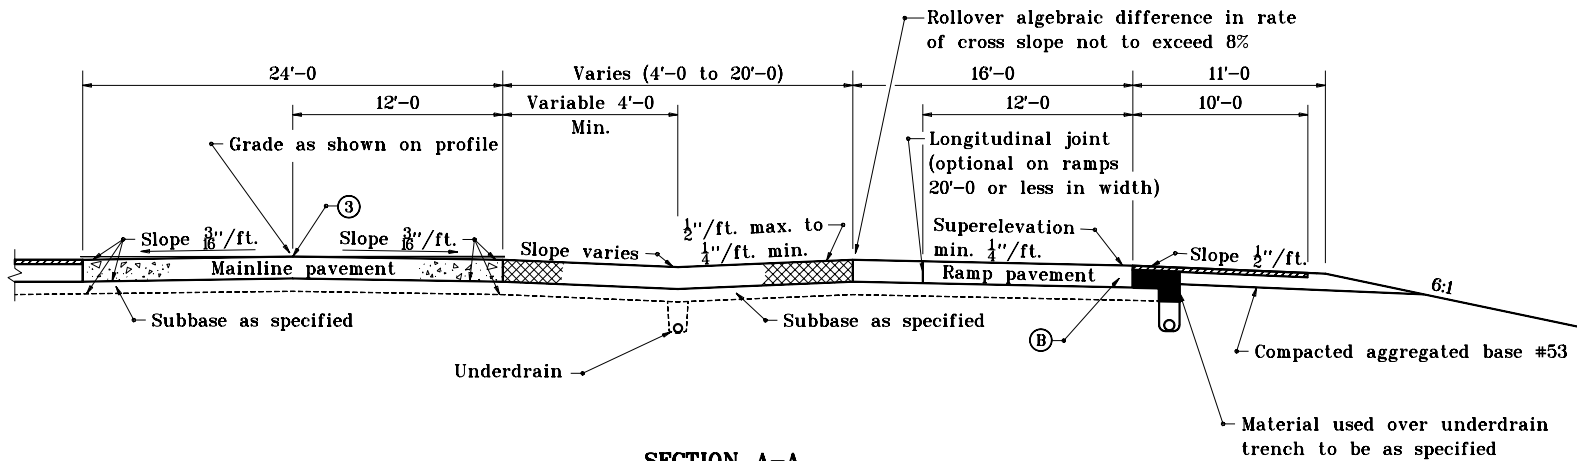 Rollover algebraic difference in rate
of cross slope not to exceed 8%
24'-0
Varies (4'-0 to 20'-0)
16'-0
11'-0
12'-0
Variable 4'-0
Min.
12'-0
10'-0
Grade as shown on profile
Longitudinal joint
(optional on ramps
20'-0 or less in width)
3
Slope 3/16"/ft.
Slope 3/16"/ft.
Slope varies
1/2"/ft. max. to
1/4"/ft. min.
Superelevation
min. 1/4"/ft.
Slope 1/2"/ft.
Mainline pavement
Ramp pavement
6:1
Subbase as specified
Subbase as specified
B
Compacted aggregated base #53
Underdrain
Material used over underdrain
trench to be as specified
SECTION A-A